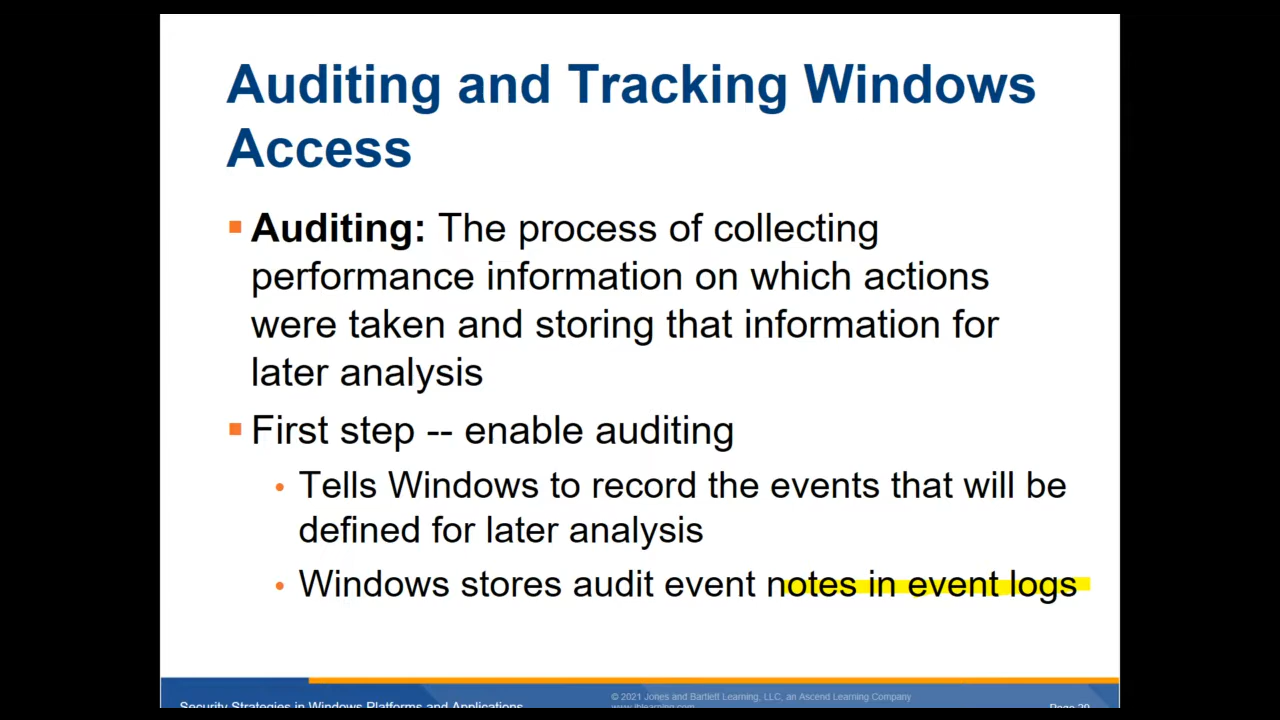 Auditing and Tracking Windows
Access
Auditing: The process of collecting
performance information on which actions
were taken and storing that information for
later analysis
First step -- enable auditing
Tells Windows to record the events that will be
defined for later analysis
Windows stores audit event notes in event logs
© 2021 Jones and Bartlett Learning, LLC, an Ascend Learning Company
www.jblearning.com
Security Strategies in Windows Platforms and Applications
Page 20